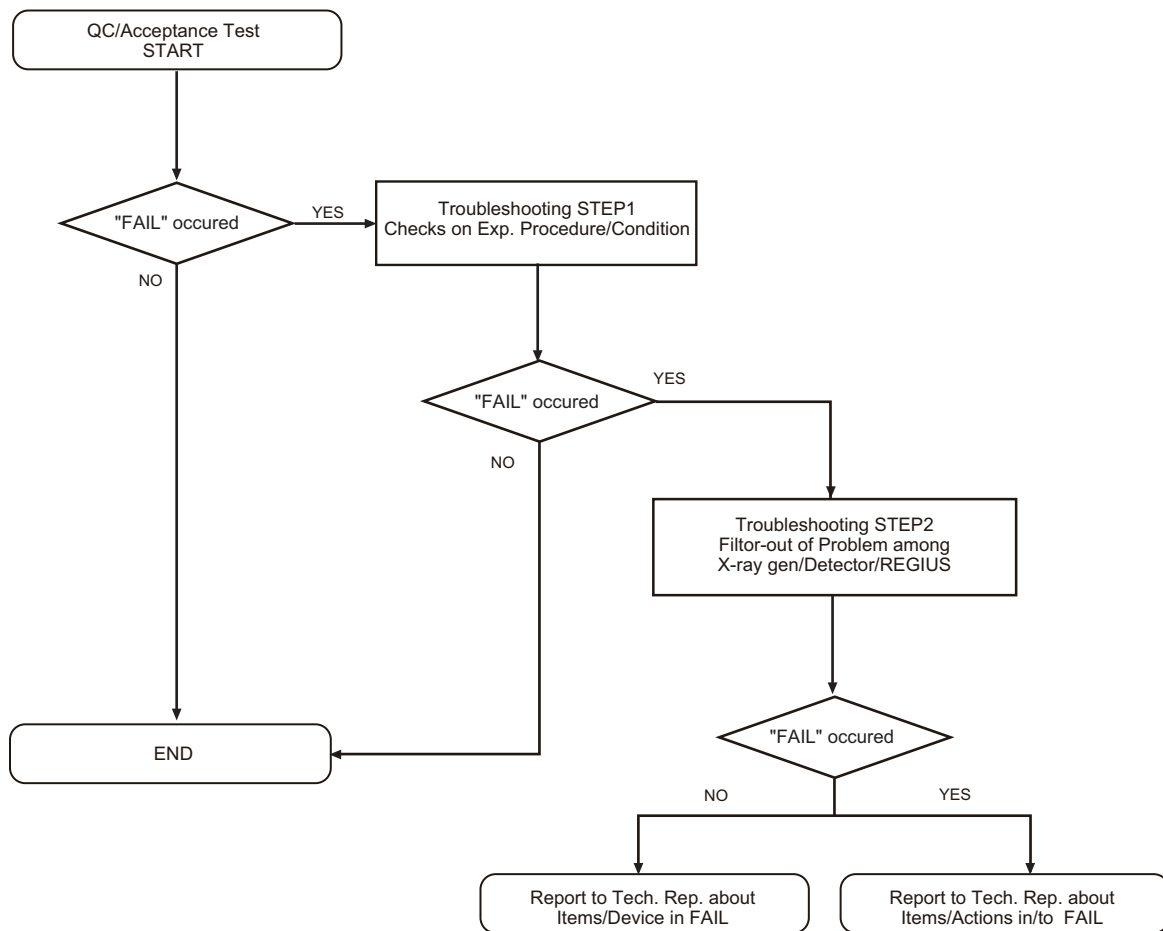 QC/Acceptance Test
START
"FAIL" occured
YES
NO
Troubleshooting STEP1
Checks on Exp. Procedure/Condition
"FAIL" occured
YES
NO
Troubleshooting STEP2
Filtor-out of Problem among
X-ray gen/Detector/REGIUS
END
"FAIL" occured
NO
YES
Report to Tech. Rep. about
Items/Device in FAIL
Report to Tech. Rep. about
Items/Actions in/to FAIL